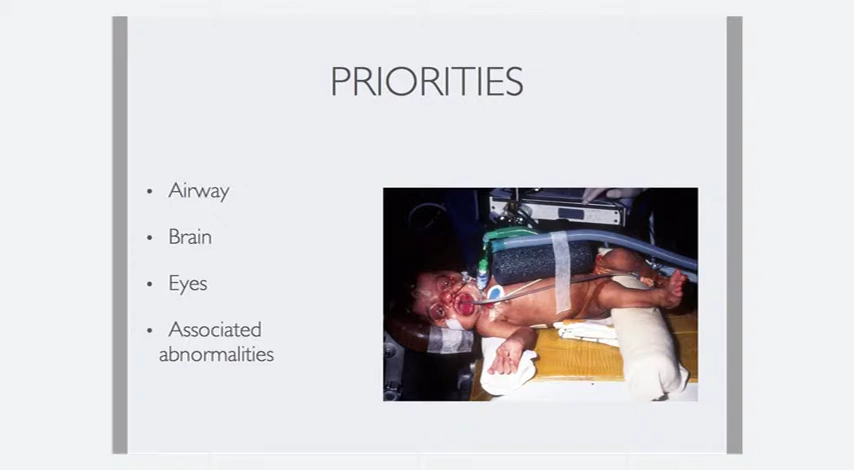 PRIORITIES
• Airway
• Brain
• Eyes
• Associated
abnormalities